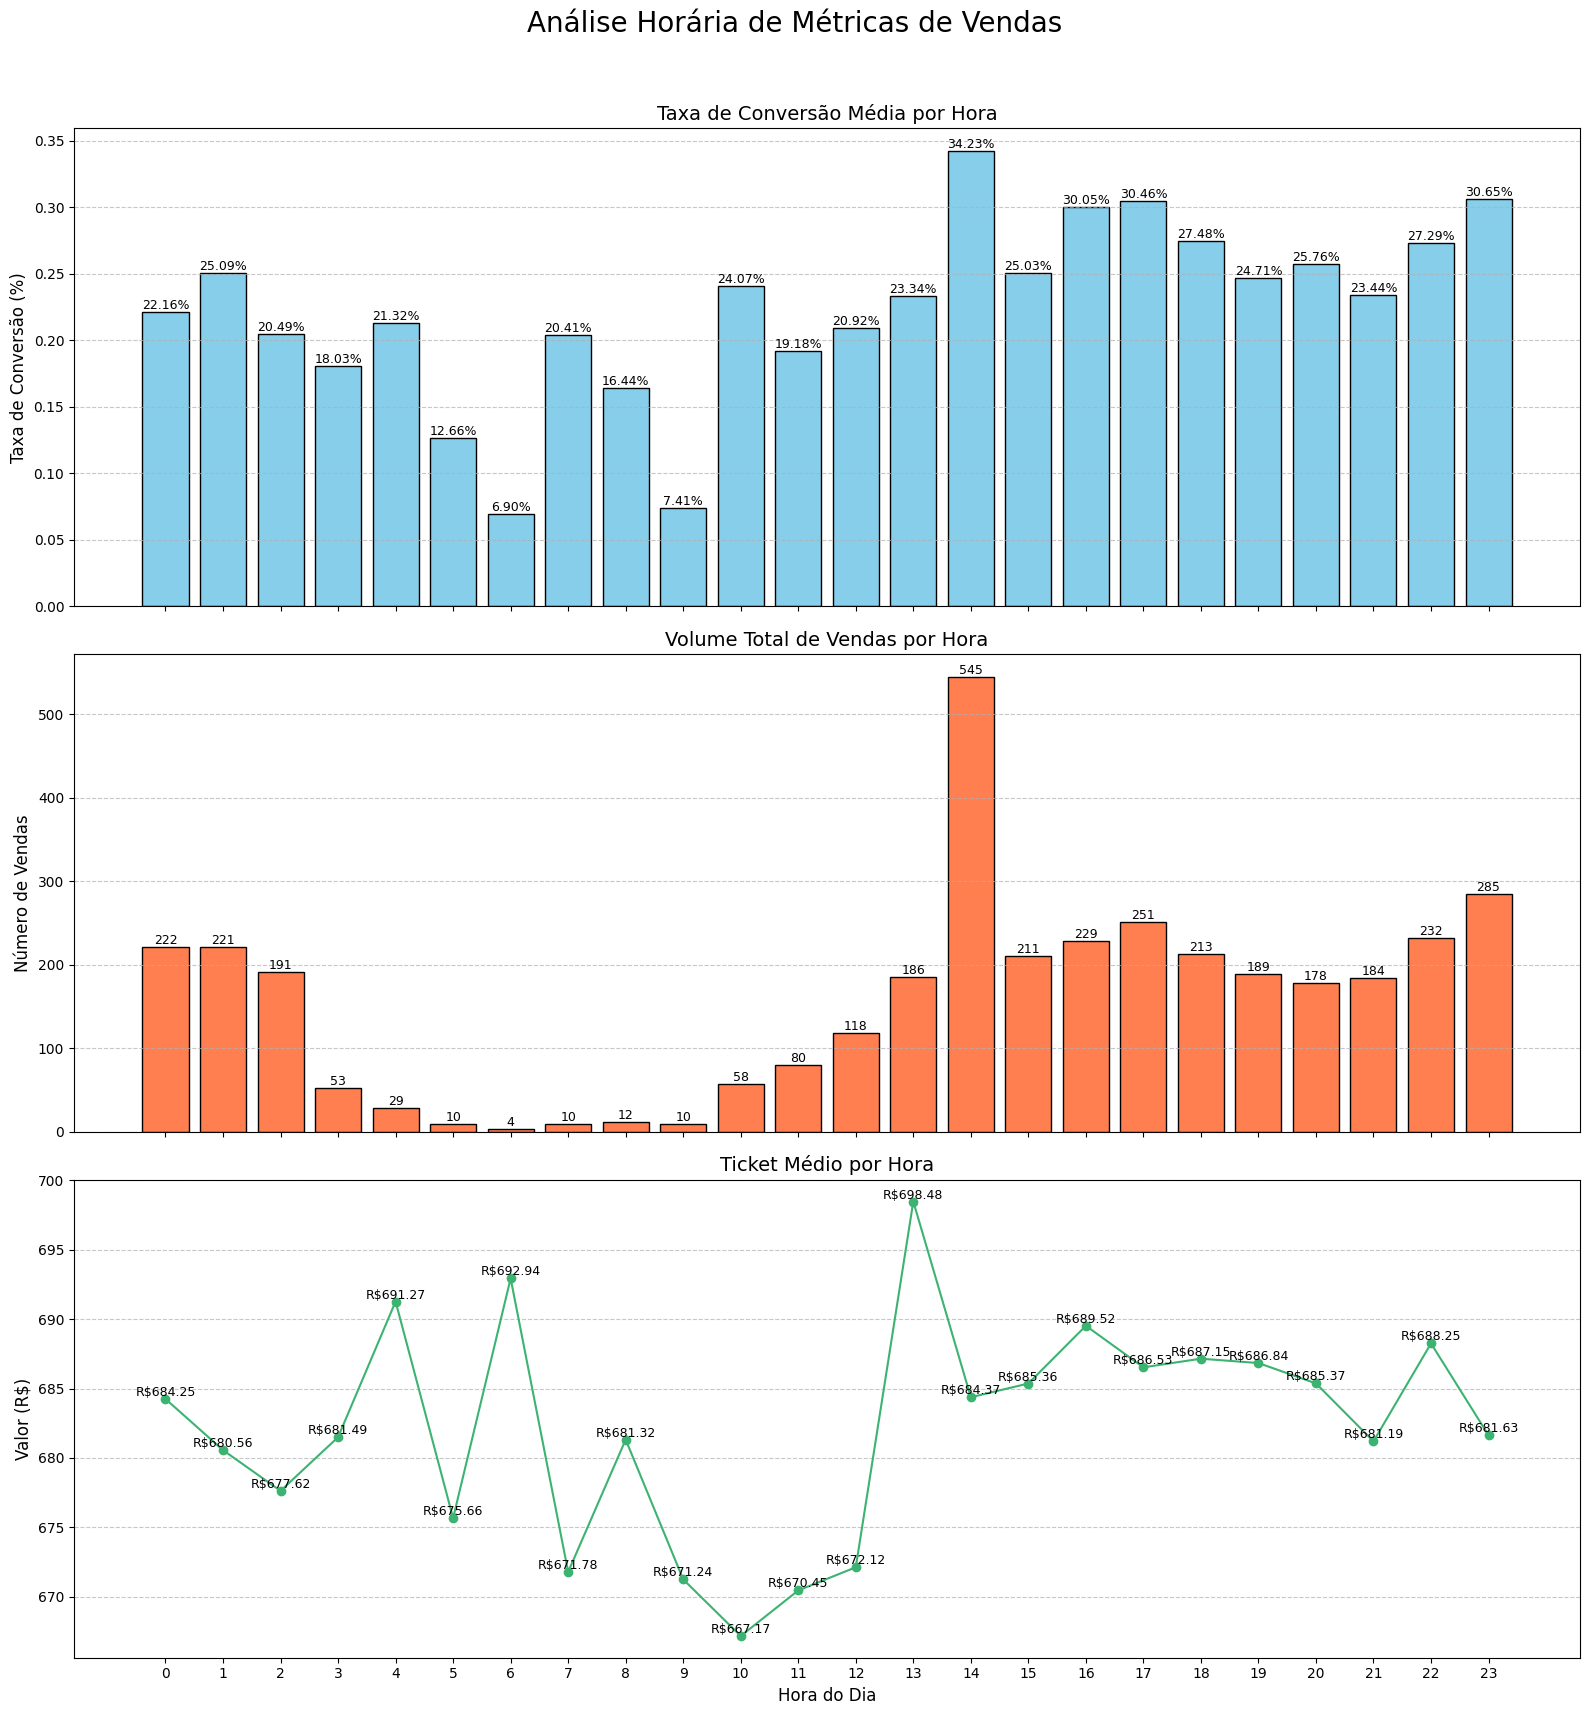 Análise Horária de Métricas de Vendas
Taxa de Conversão Média por Hora
Taxa de Conversão (%)
0.35
0.30
0.25
0.20
0.15
0.10
0.05
0.00
22.16%
25.09%
20.49%
18.03%
21.32%
12.66%
6.90%
20.41%
16.44%
7.41%
24.07%
19.18%
20.92%
23.34%
34.23%
25.03%
30.05%
30.46%
27.48%
24.71%
25.76%
23.44%
27.29%
30.65%
Volume Total de Vendas por Hora
Número de Vendas
500
400
300
200
100
0
222
221
191
53
29
10
4
10
12
10
58
80
118
186
545
211
229
251
213
189
178
184
232
285
Ticket Médio por Hora
Valor (R$)
700
695
690
685
680
675
670
R$684.25
R$680.56
R$677.62
R$681.49
R$691.27
R$675.66
R$692.94
R$671.78
R$681.32
R$671.24
R$667.17
R$670.45
R$672.12
R$698.48
R$684.37
R$685.36
R$689.52
R$686.53
R$687.15
R$686.84
R$685.37
R$681.19
R$688.25
R$681.63
0 1 2 3 4 5 6 7 8 9 10 11 12 13 14 15 16 17 18 19 20 21 22 23
Hora do Dia